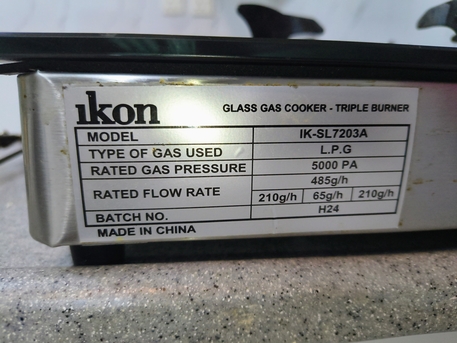 ikon GLASS GAS COOKER - TRIPLE BURNER
MODEL IK-SL7203A
TYPE OF GAS USED L.P.G
RATED GAS PRESSURE 5000 PA
RATED FLOW RATE 485g/h
210g/h 65g/h 210g/h
BATCH NO. H24
MADE IN CHINA